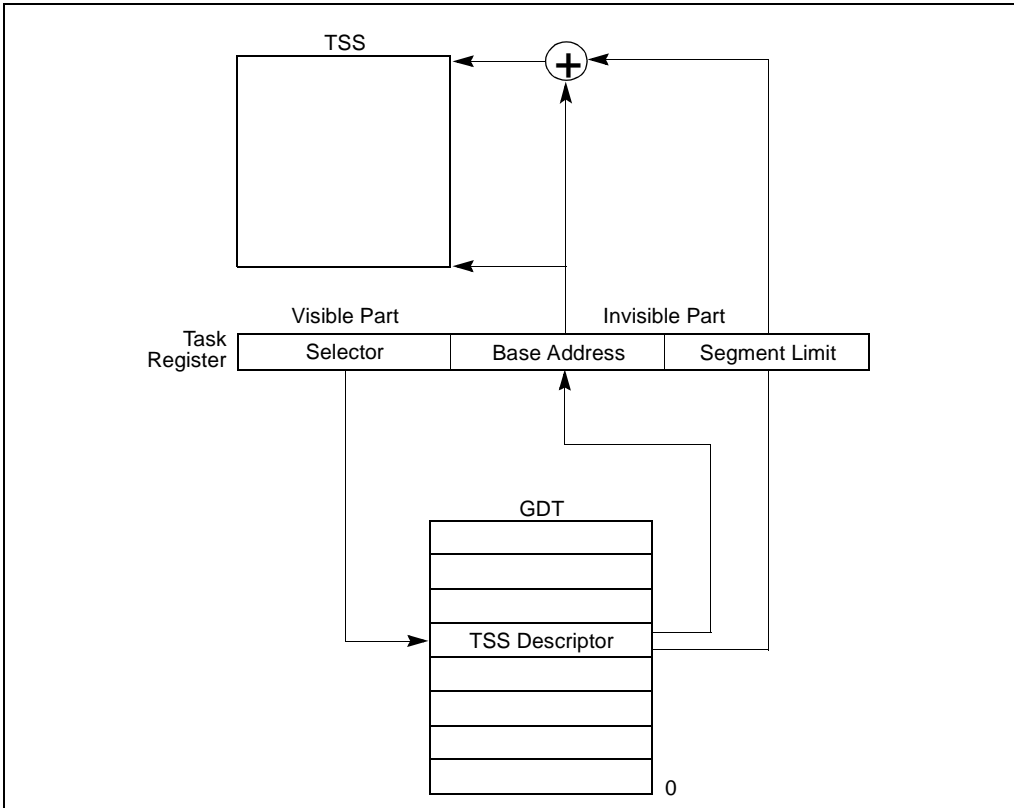 TSS
+
Visible Part
Invisible Part
Task
Register
Selector
Base Address
Segment Limit
GDT
TSS Descriptor
0